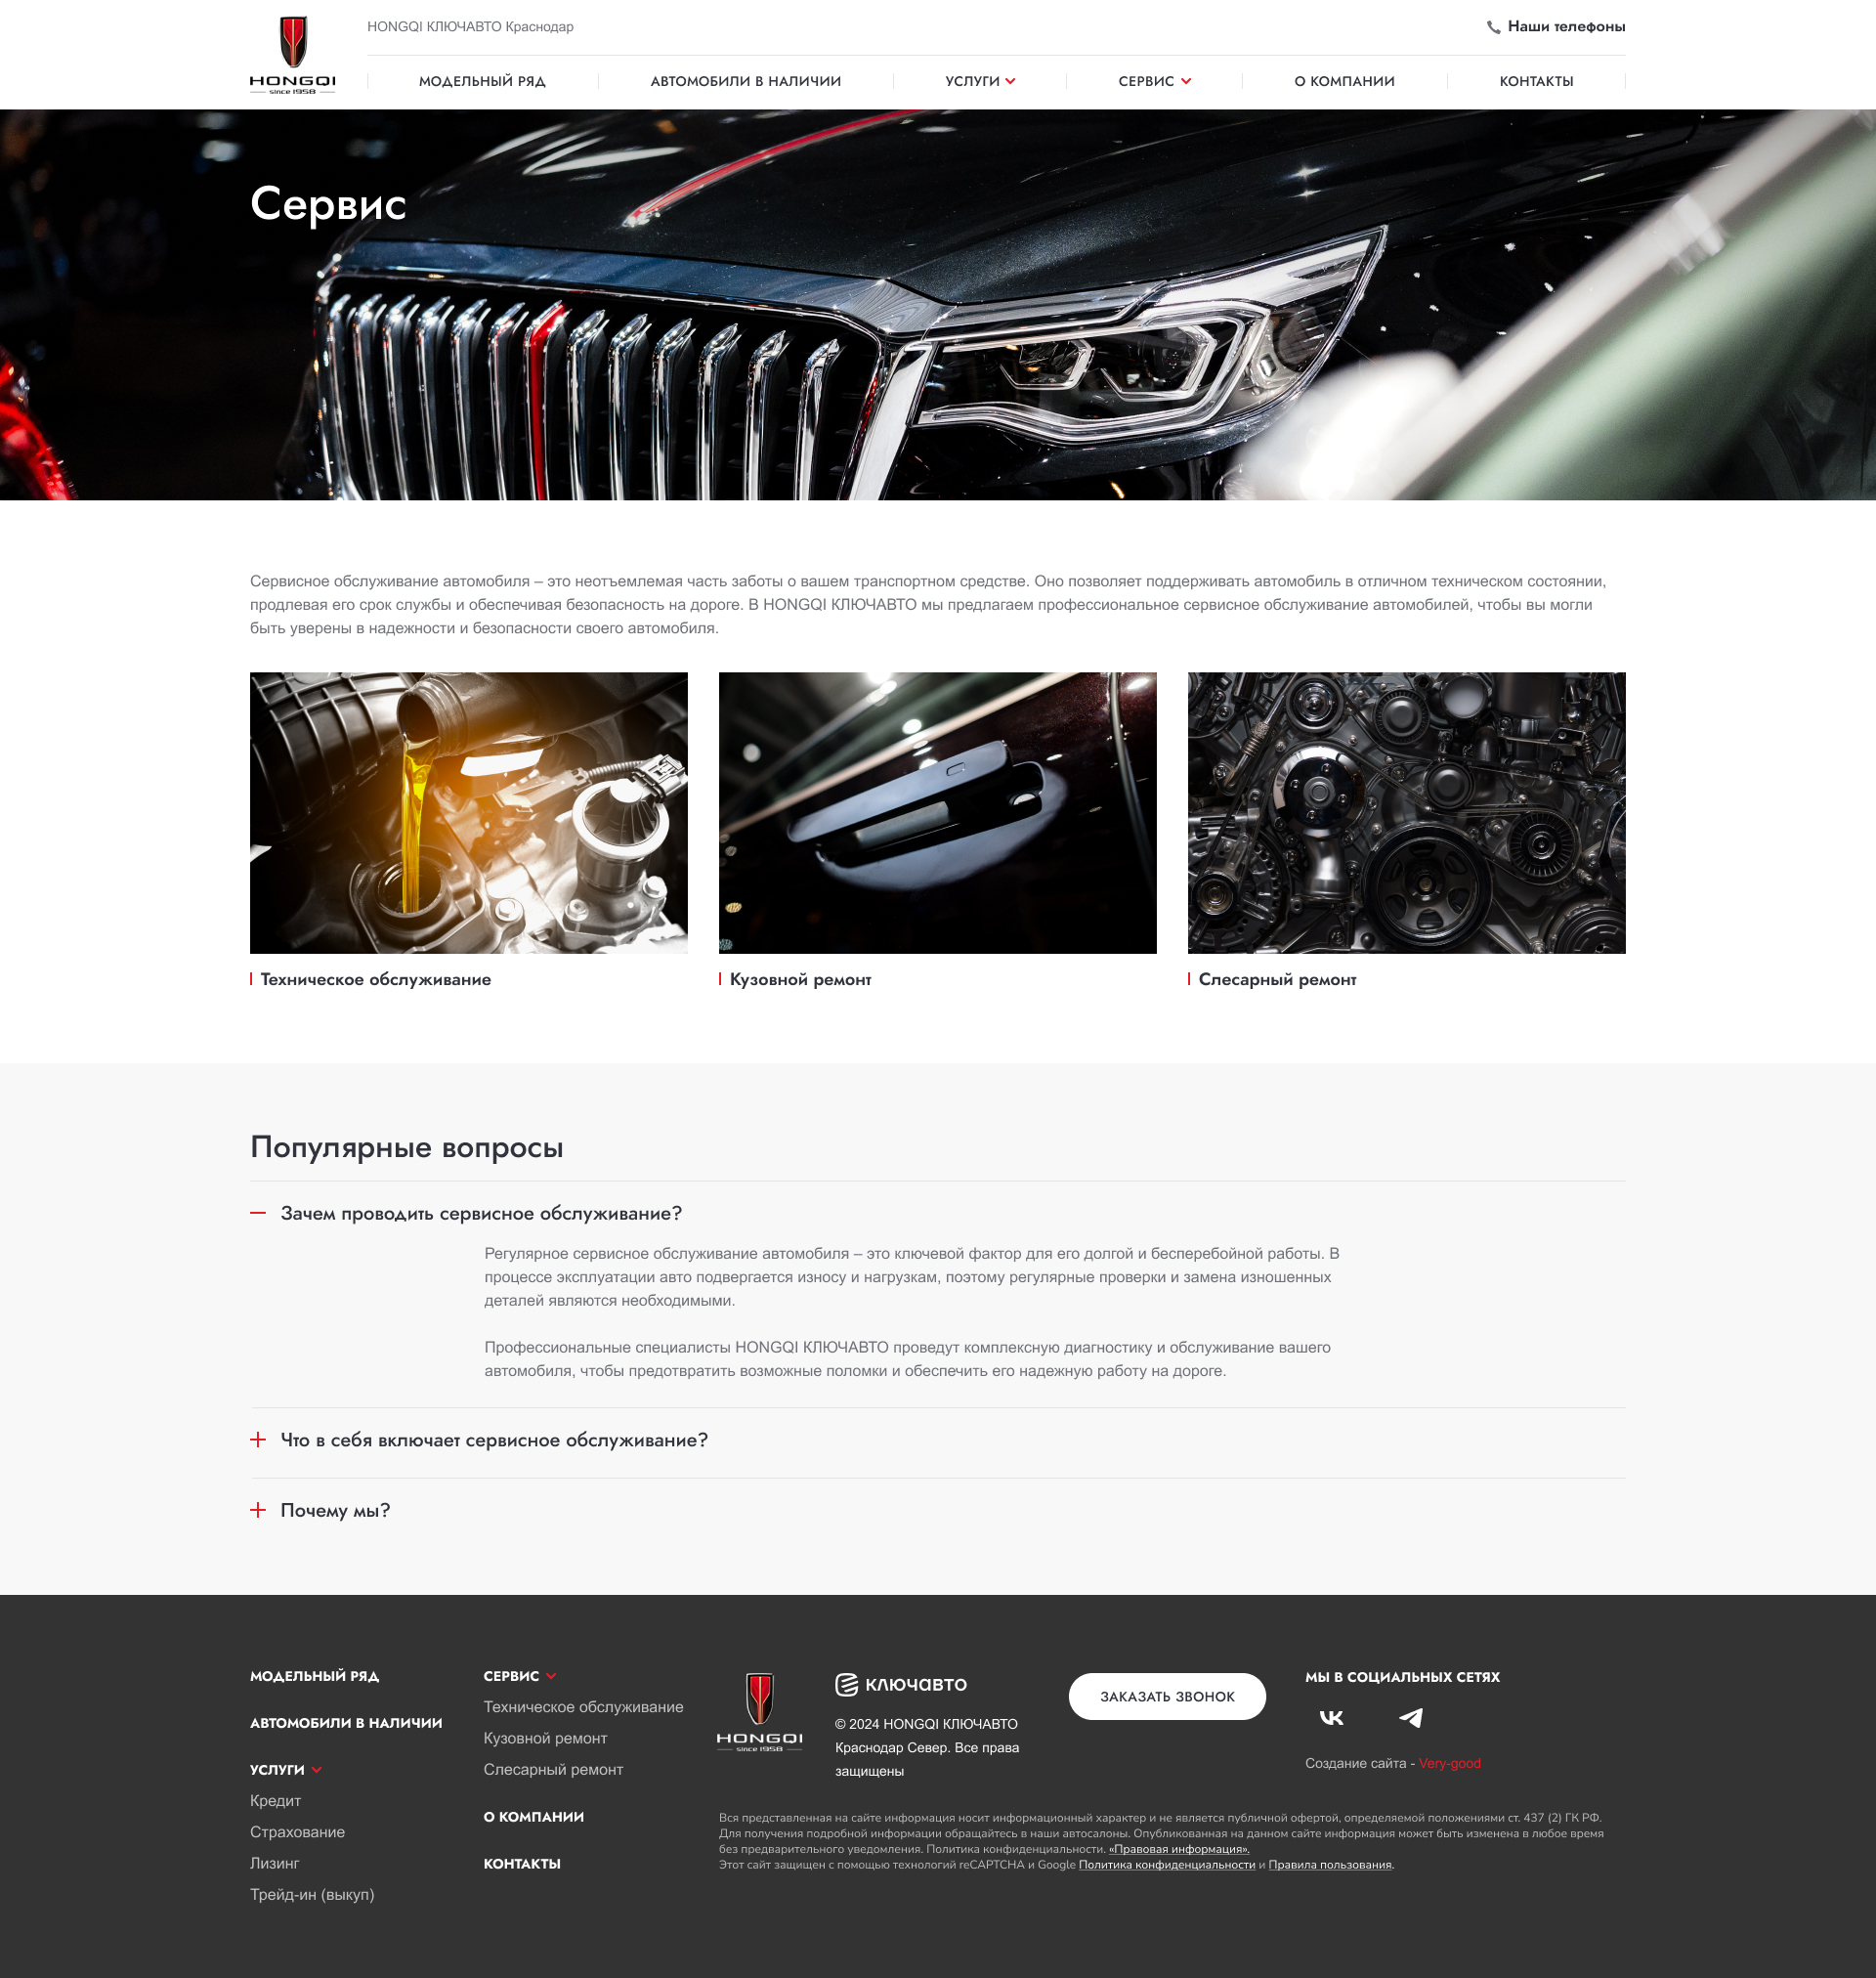 HONGQI
since 1958
HONGQI КЛЮЧАВТО Краснодар
Наши телефоны
МОДЕЛЬНЫЙ РЯД
АВТОМОБИЛИ В НАЛИЧИИ
УСЛУГИ
СЕРВИС
О КОМПАНИИ
КОНТАКТЫ
Сервис
Сервисное обслуживание автомобиля – это неотъемлемая часть заботы о вашем транспортном средстве. Оно позволяет поддерживать автомобиль в отличном техническом состоянии,
продлевая его срок службы и обеспечивая безопасность на дороге. В HONGQI КЛЮЧАВТО мы предлагаем профессиональное сервисное обслуживание автомобилей, чтобы вы могли
быть уверены в надежности и безопасности своего автомобиля.
Техническое обслуживание
Кузовной ремонт
Слесарный ремонт
Популярные вопросы
Зачем проводить сервисное обслуживание?
Регулярное сервисное обслуживание автомобиля – это ключевой фактор для его долгой и бесперебойной работы. В
процессе эксплуатации авто подвергается износу и нагрузкам, поэтому регулярные проверки и замена изношенных
деталей являются необходимыми.
Профессиональные специалисты HONGQI КЛЮЧАВТО проведут комплексную диагностику и обслуживание вашего
автомобиля, чтобы предотвратить возможные поломки и обеспечить его надежную работу на дороге.
Что в себя включает сервисное обслуживание?
Почему мы?
МОДЕЛЬНЫЙ РЯД
АВТОМОБИЛИ В НАЛИЧИИ
УСЛУГИ
Кредит
Страхование
Лизинг
Трейд-ин (выкуп)
СЕРВИС
Техническое обслуживание
Кузовной ремонт
Слесарный ремонт
О КОМПАНИИ
КОНТАКТЫ
HONGQI
since 1958
КЛЮЧАВТО
© 2024 HONGQI КЛЮЧАВТО
Краснодар Север. Все права
защищены
ЗАКАЗАТЬ ЗВОНОК
МЫ В СОЦИАЛЬНЫХ СЕТЯХ
Создание сайта - Very-good
Вся представленная на сайте информация носит информационный характер и не является публичной офертой, определяемой положениями ст. 437 (2) ГК РФ.
Для получения подробной информации обращайтесь в наши автосалоны. Опубликованная на данном сайте информация может быть изменена в любое время
без предварительного уведомления. Политика конфиденциальности. «Правовая информация».
Этот сайт защищен с помощью технологий reCAPTCHA и Google Политика конфиденциальности и Правила пользования.